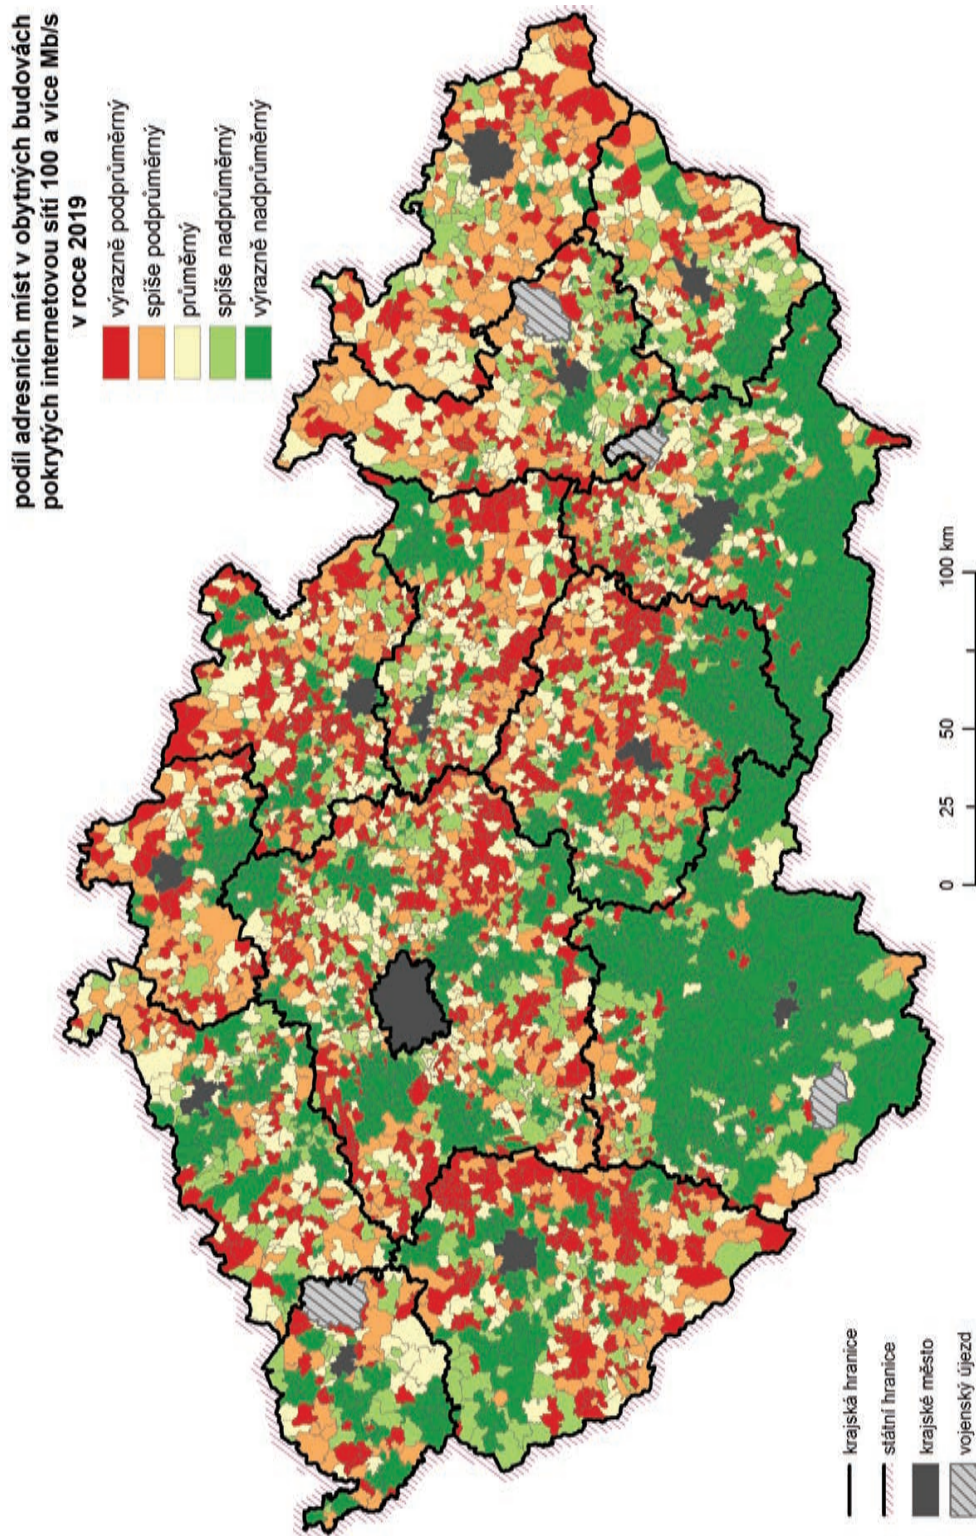 podíl adresních míst v obytných budovách
pokrytých internetovou sítí 100 a více Mb/s
v roce 2019
výrazně podprůměrný
spíše podprůměrný
průměrný
spíše nadprůměrný
výrazně nadprůměrný
krajská hranice
státní hranice
krajské město
vojenský újezd
0 25 50 100 km